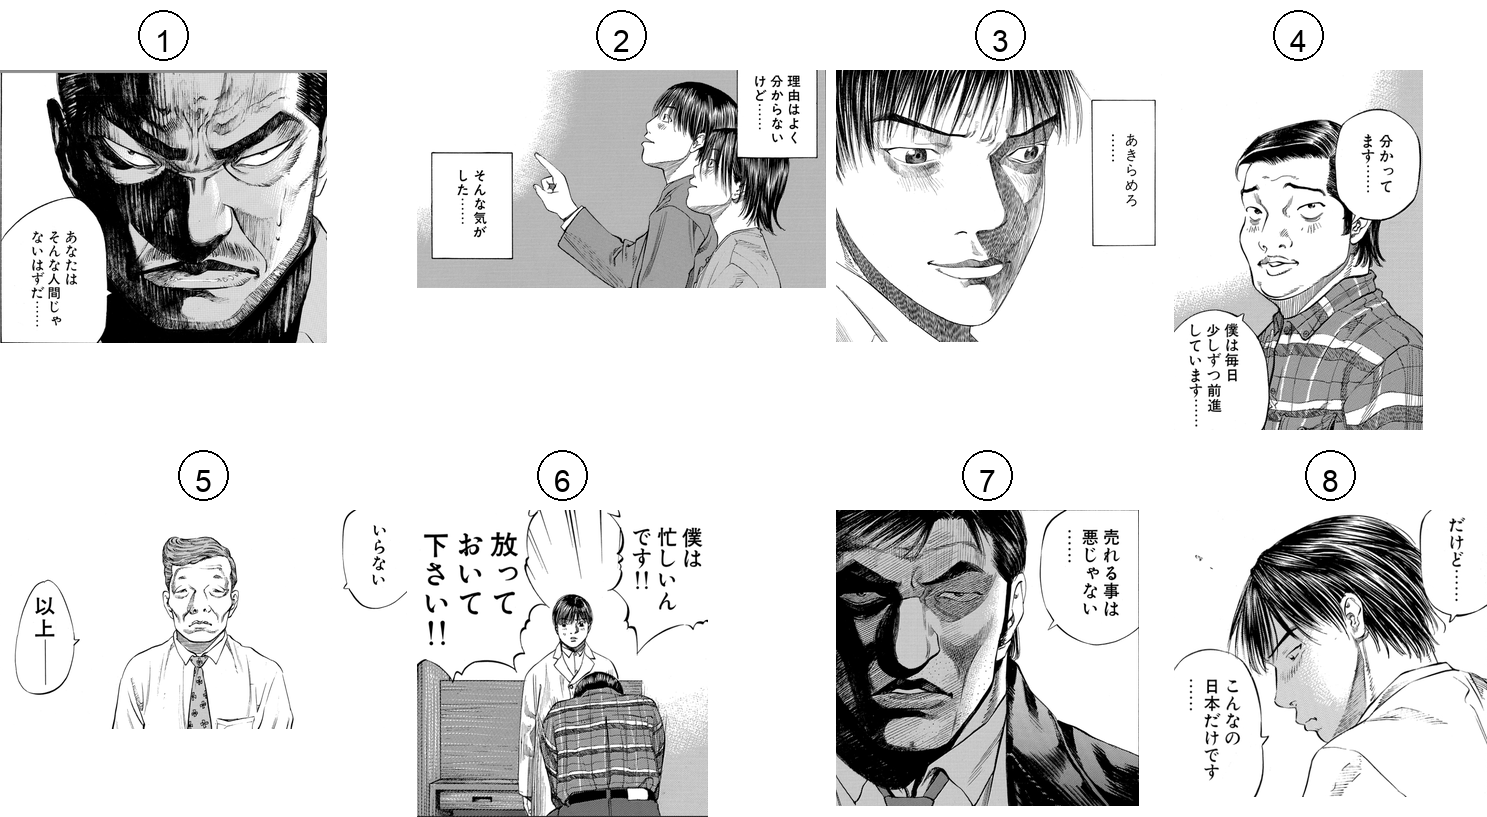 1
あなたは
そんな人間じゃ
ないはずだ……
2
理由はよく
分からない
けど……
そんな気が
した……
3
あきらめろ
……
4
分かって
ます……
僕は毎日
少しずつ前進
しています……
5
以上——
6
僕は
忙しいん
です!!
放って
おいて
下さい!!
いらない
7
売れる事は
悪じゃない
……
8
だけど……
こんなの
日本だけです
……